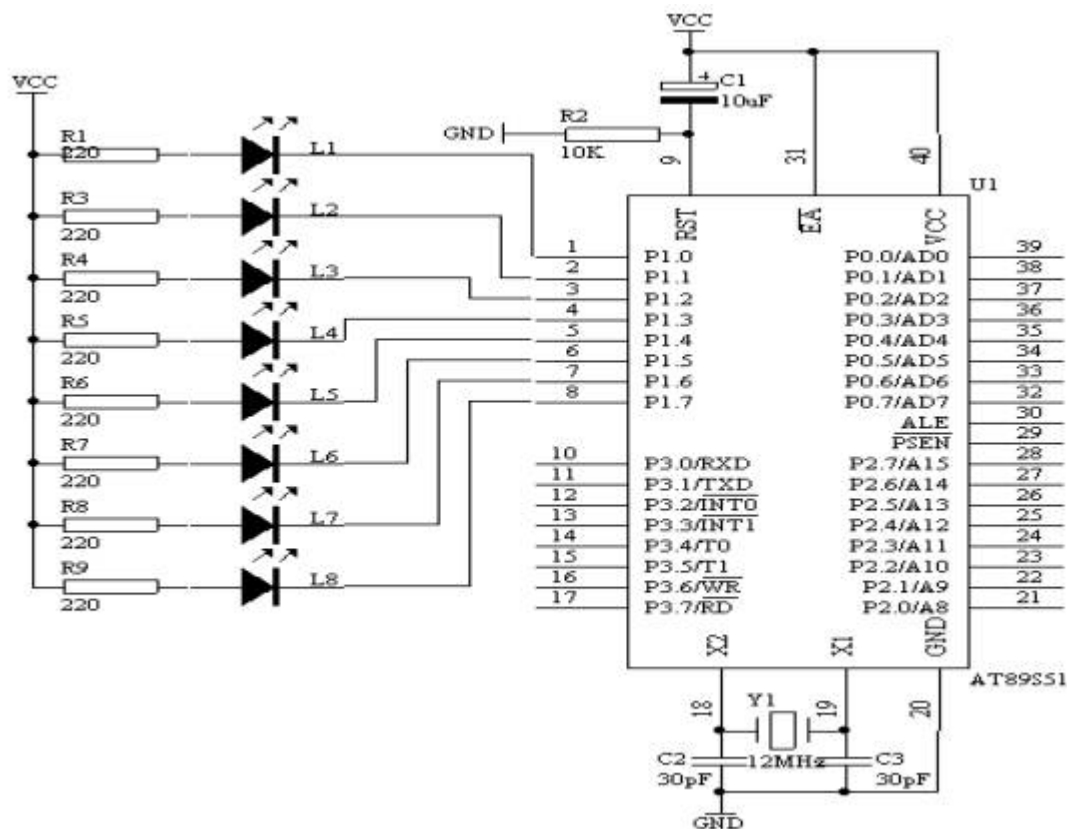 VCC
VCC
C1
10uF
R2
GND
10K
9
31
40
U1
RST
EA
VCC
R1
220
L1
R3
220
L2
R4
220
L3
R5
220
L4
R6
220
L5
R7
220
L6
R8
220
L7
R9
220
L8
1 P1.0
2 P1.1
3 P1.2
4 P1.3
5 P1.4
6 P1.5
7 P1.6
8 P1.7
10 P3.0/RXD
11 P3.1/TXD
12 P3.2/INT0
13 P3.3/INT1
14 P3.4/T0
15 P3.5/T1
16 P3.6/WR
17 P3.7/RD
P0.0/AD0 39
P0.1/AD1 38
P0.2/AD2 37
P0.3/AD3 36
P0.4/AD4 35
P0.5/AD5 34
P0.6/AD6 33
P0.7/AD7 32
ALE 30
PSEN 29
P2.7/A15 28
P2.6/A14 27
P2.5/A13 26
P2.4/A12 25
P2.3/A11 24
P2.2/A10 23
P2.1/A9 22
P2.0/A8 21
X2
X1
GND
AT89S51
18
Y1
19
20
12MHz
C2
30pF
C3
30pF
GND